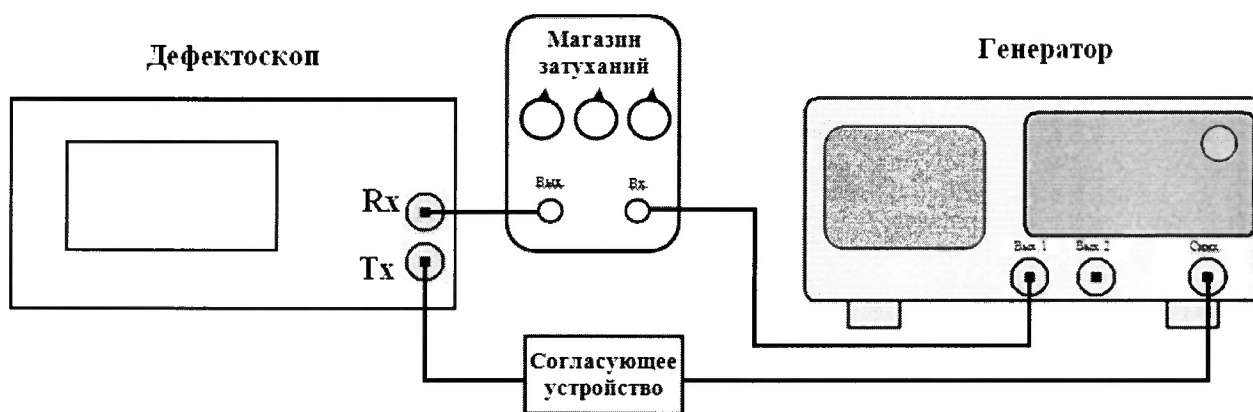 Дефектоскоп
Магазин
затуханий
Генератор
Rx
Tx
Вых.
Вх.
Вых 1
Вых 2
Согласующее
устройство